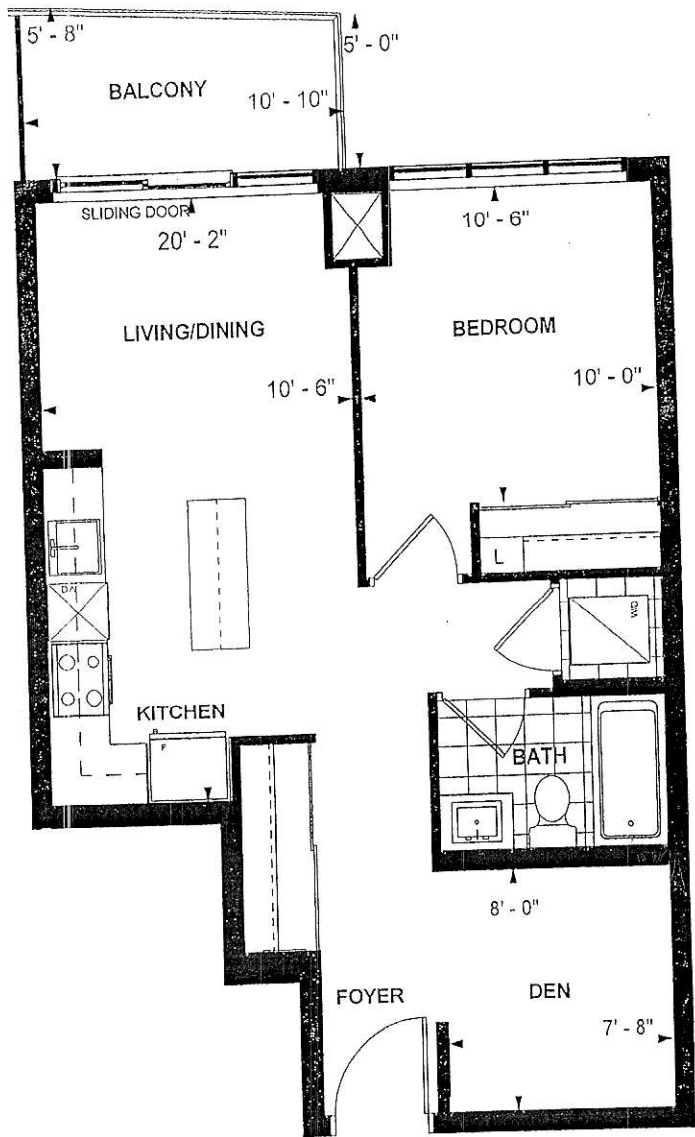 5' - 8"
5' - 0"
BALCONY
10' - 10"
SLIDING DOOR
20' - 2"
10' - 6"
LIVING/DINING
BEDROOM
10' - 6"
10' - 0"
L
WD
KITCHEN
F
BATH
8' - 0"
FOYER
DEN
7' - 8"